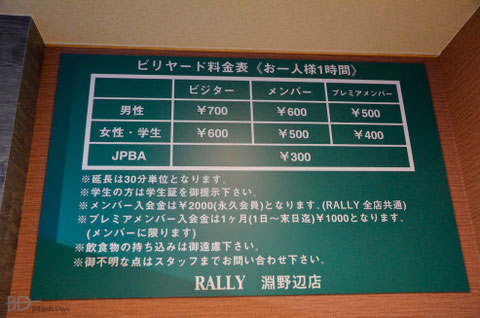 ビリヤード料金表《お一人様1時間》
ビジター メンバー プレミアメンバー
男性 ¥700 ¥600 ¥500
女性・学生 ¥600 ¥500 ¥400
JPBA ¥300
※延長は30分単位となります。
※学生の方は学生証を御提示下さい。
※メンバー入会金は¥2000(永久会員)となります。(RALLY 全店共通)
※プレミアメンバー入会金は1ヶ月(1日～末日迄)¥1000となります。
(メンバーに限ります)
※飲食物の持ち込みは御遠慮下さい。
※御不明な点はスタッフまでお問い合わせ下さい。
RALLY 淵野辺店
BD
Billiards Days